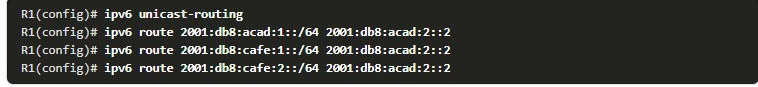 R1(config)# ipv6 unicast-routing
R1(config)# ipv6 route 2001:db8:acad:1::/64 2001:db8:acad:2::2
R1(config)# ipv6 route 2001:db8:cafe:1::/64 2001:db8:acad:2::2
R1(config)# ipv6 route 2001:db8:cafe:2::/64 2001:db8:acad:2::2